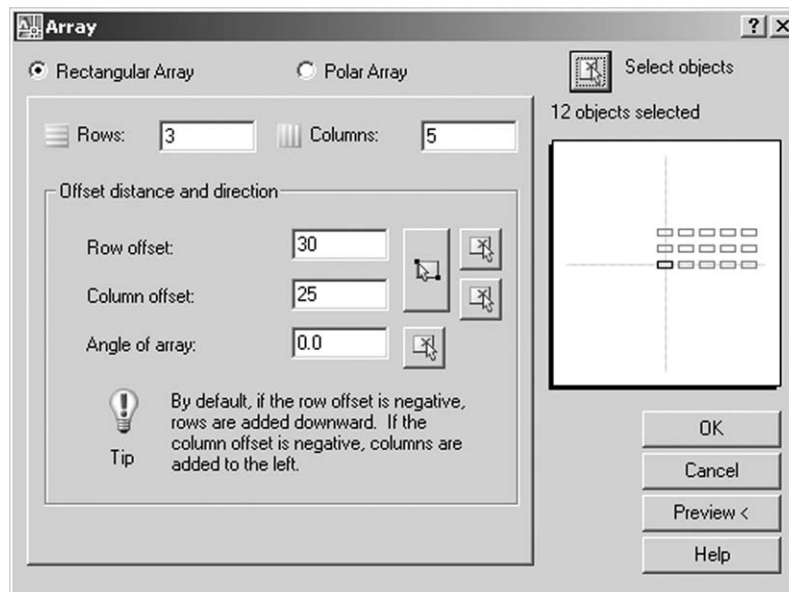 Array
Rectangular Array
Polar Array
Select objects
12 objects selected
Rows: 3
Columns: 5
Offset distance and direction
Row offset: 30
Column offset: 25
Angle of array: 0.0
Tip
By default, if the row offset is negative,
rows are added downward. If the
column offset is negative, columns are
added to the left.
OK
Cancel
Preview <
Help